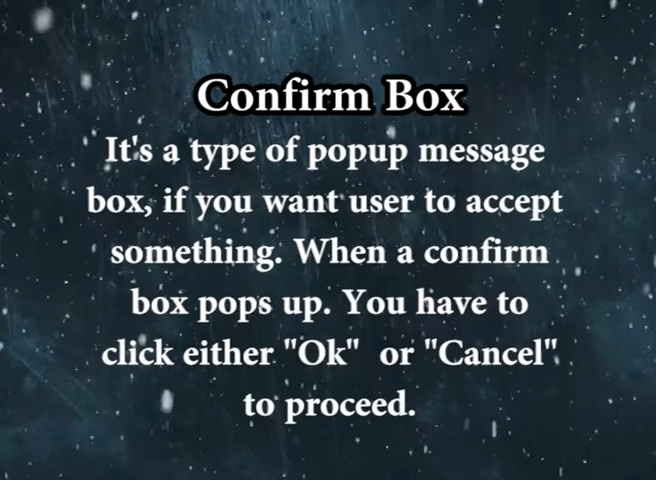 Confirm Box
It's a type of popup message
box, if you want user to accept
something. When a confirm
box pops up. You have to
click either "Ok" or "Cancel"
to proceed.